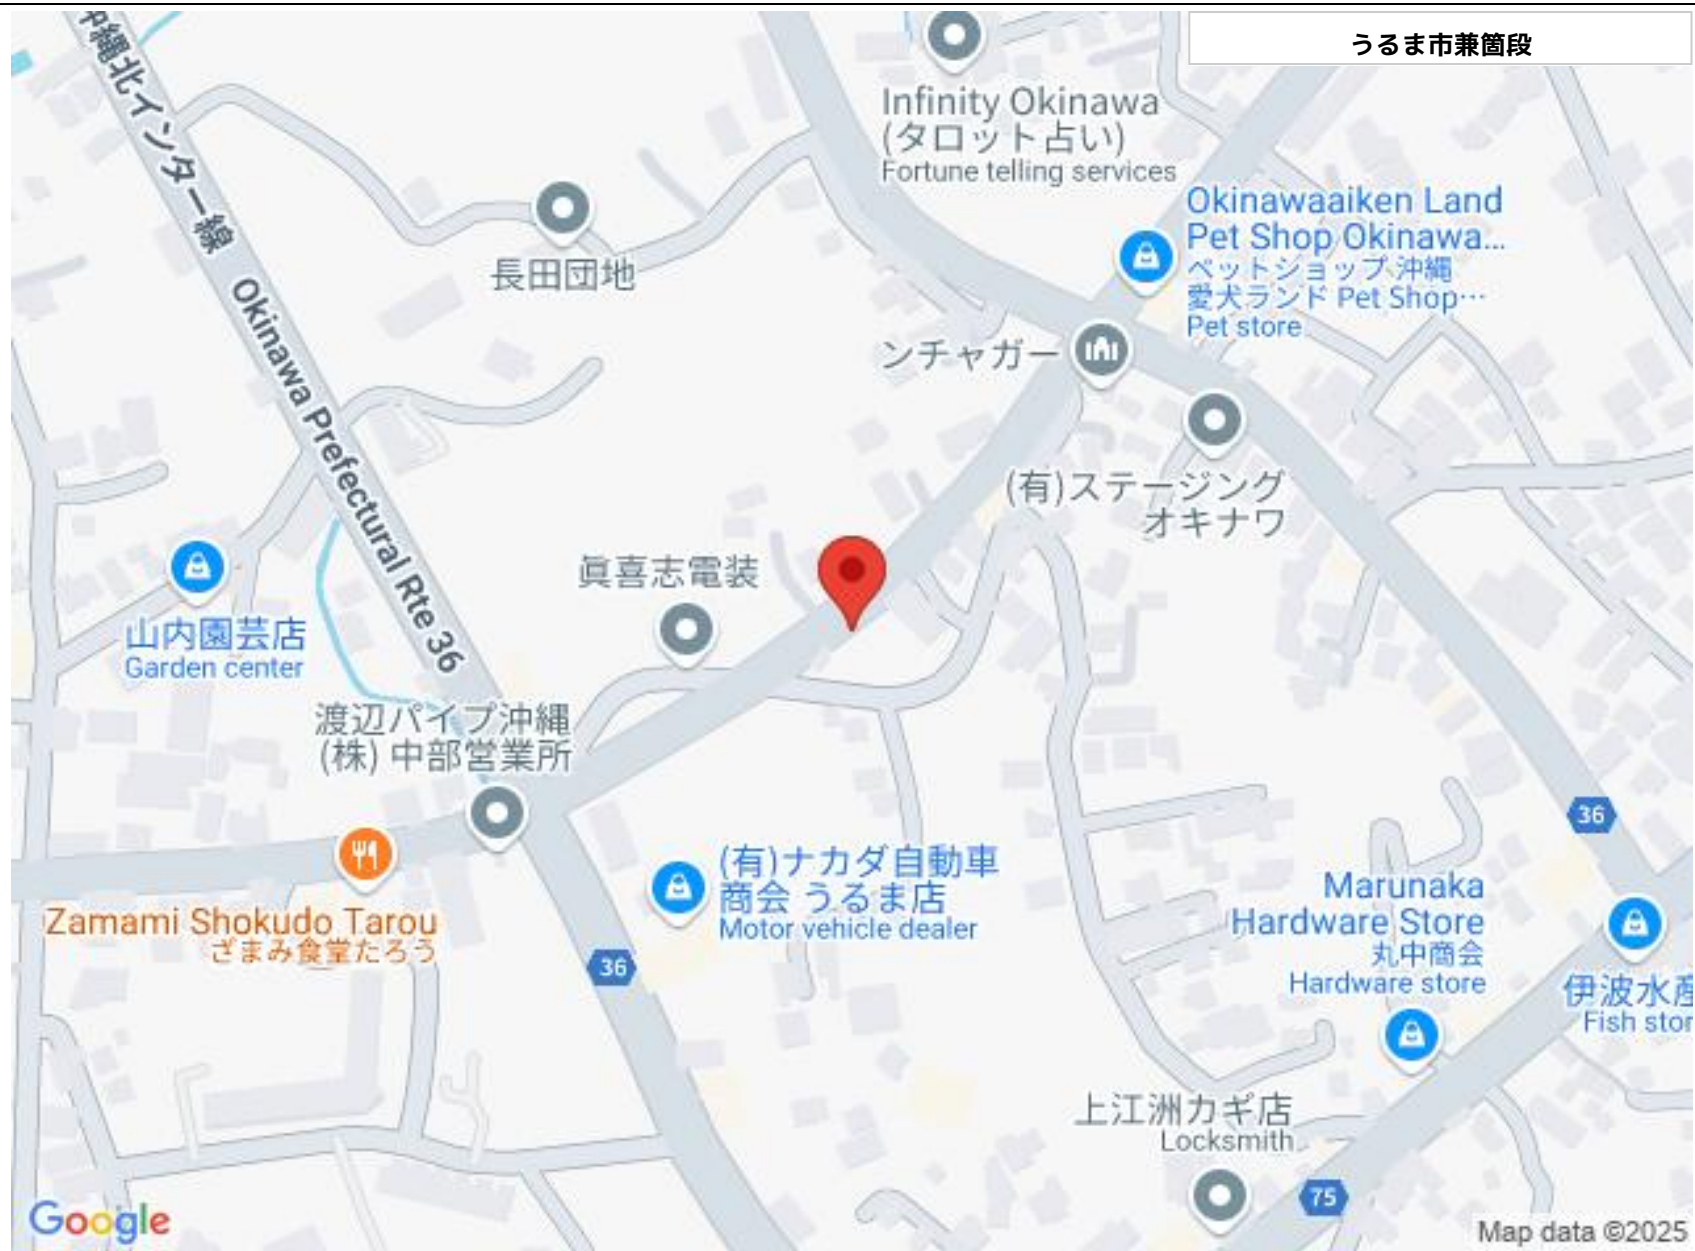 うるま市兼箇段
沖縄北インター線
Okinawa Prefectural Rte 36
Infinity Okinawa
(タロット占い)
Fortune telling services
Okinawaaiken Land
Pet Shop Okinawa...
ペットショップ 沖縄
愛犬ランド Pet Shop…
Pet store
長田団地
ンチャガー
(有)ステージング
オキナワ
眞喜志電装
山内園芸店
Garden center
渡辺パイプ沖縄
(株) 中部営業所
36
Zamami Shokudo Tarou
ざまみ食堂たろう
(有)ナカダ自動車
商会 うるま店
Motor vehicle dealer
36
Marunaka
Hardware Store
丸中商会
Hardware store
伊波水産
Fish stor
上江洲カギ店
Locksmith
75
Google
Map data ©2025